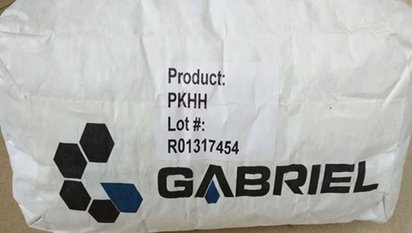 Product:
PKHH
Lot #:
R01317454
GABRIEL